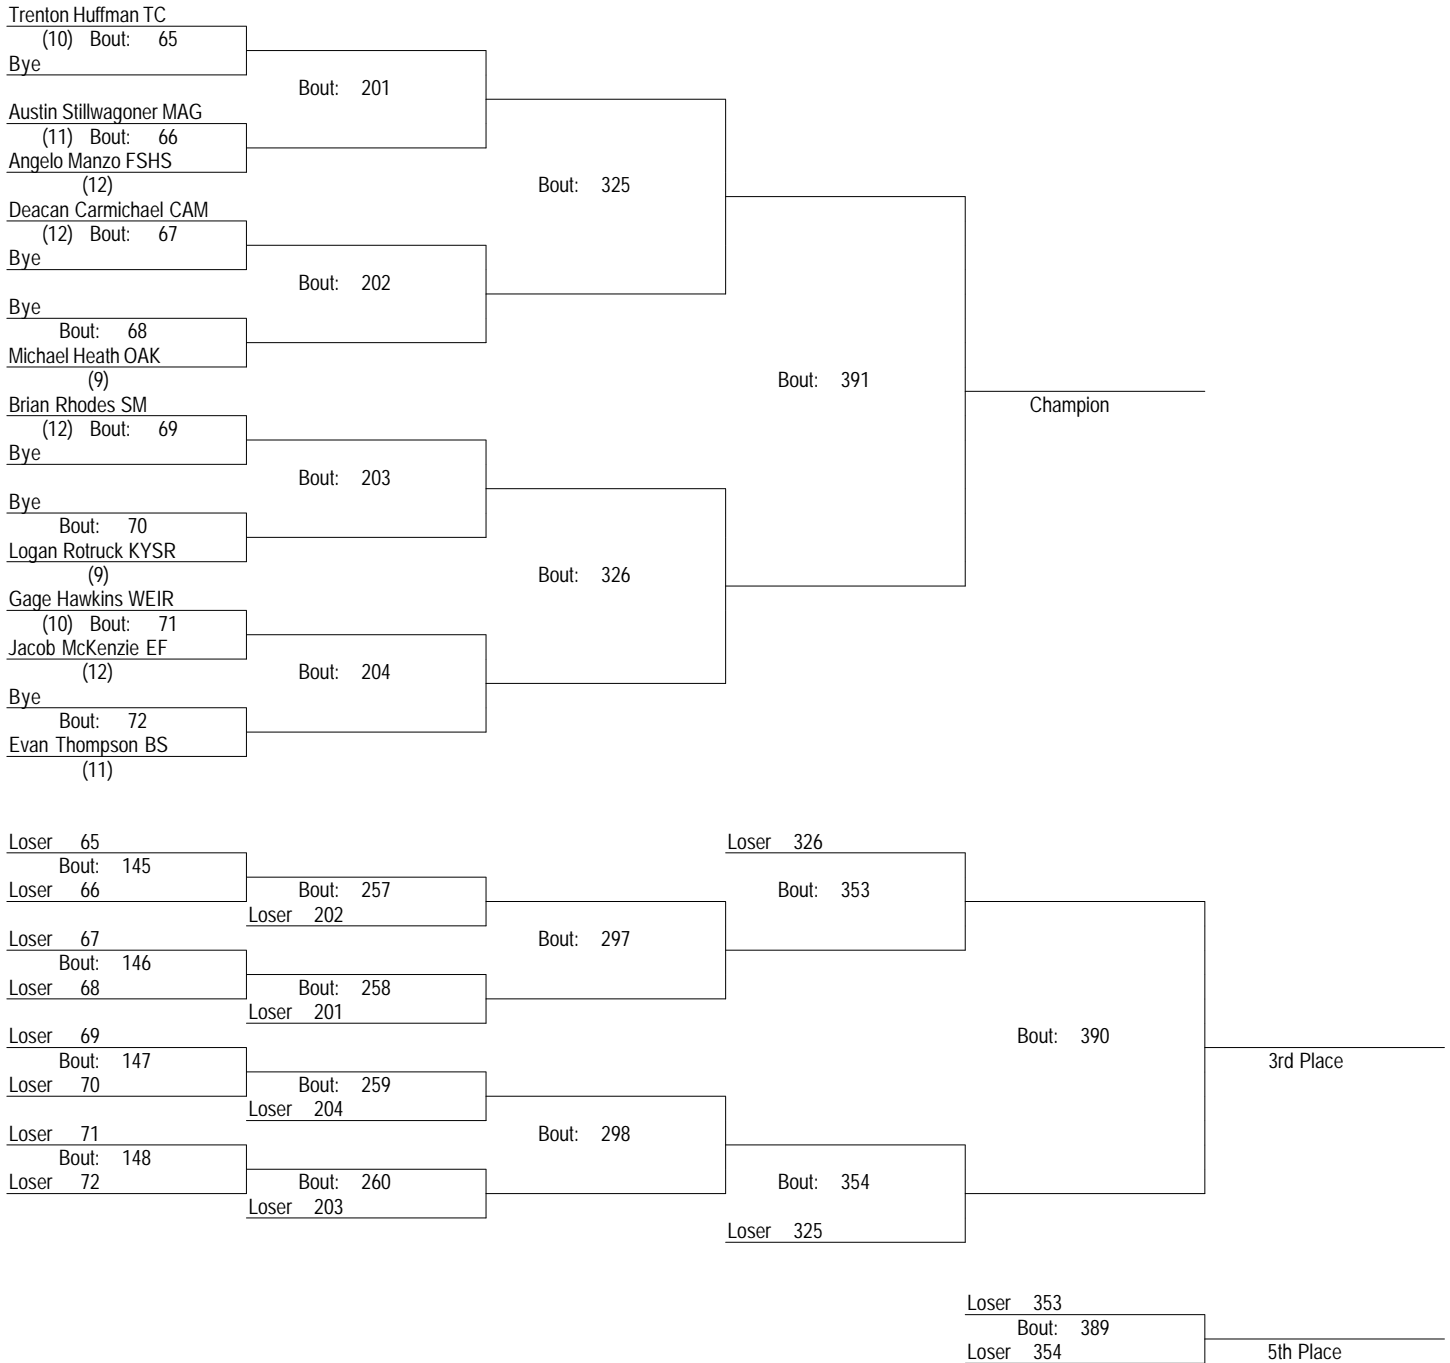 Trenton Huffman TC
(10) Bout: 65
Bye
Bout: 201
Austin Stillwagoner MAG
(11) Bout: 66
Angelo Manzo FSHS
(12)
Bout: 325
Deacan Carmichael CAM
(12) Bout: 67
Bye
Bout: 202
Bye
Bout: 68
Michael Heath OAK
(9)
Bout: 391
Champion
Brian Rhodes SM
(12) Bout: 69
Bye
Bout: 203
Bye
Bout: 70
Logan Rotruck KYSR
(9)
Bout: 326
Gage Hawkins WEIR
(10) Bout: 71
Jacob McKenzie EF
(12)
Bout: 204
Bye
Bout: 72
Evan Thompson BS
(11)
Loser 65
Bout: 145
Loser 66
Bout: 257
Loser 202
Loser 326
Bout: 353
Loser 67
Bout: 146
Loser 68
Bout: 297
Bout: 258
Loser 201
Loser 69
Bout: 147
Loser 70
Bout: 390
3rd Place
Bout: 259
Loser 204
Loser 71
Bout: 148
Loser 72
Bout: 298
Bout: 260
Loser 203
Bout: 354
Loser 325
Loser 353
Bout: 389
Loser 354
5th Place